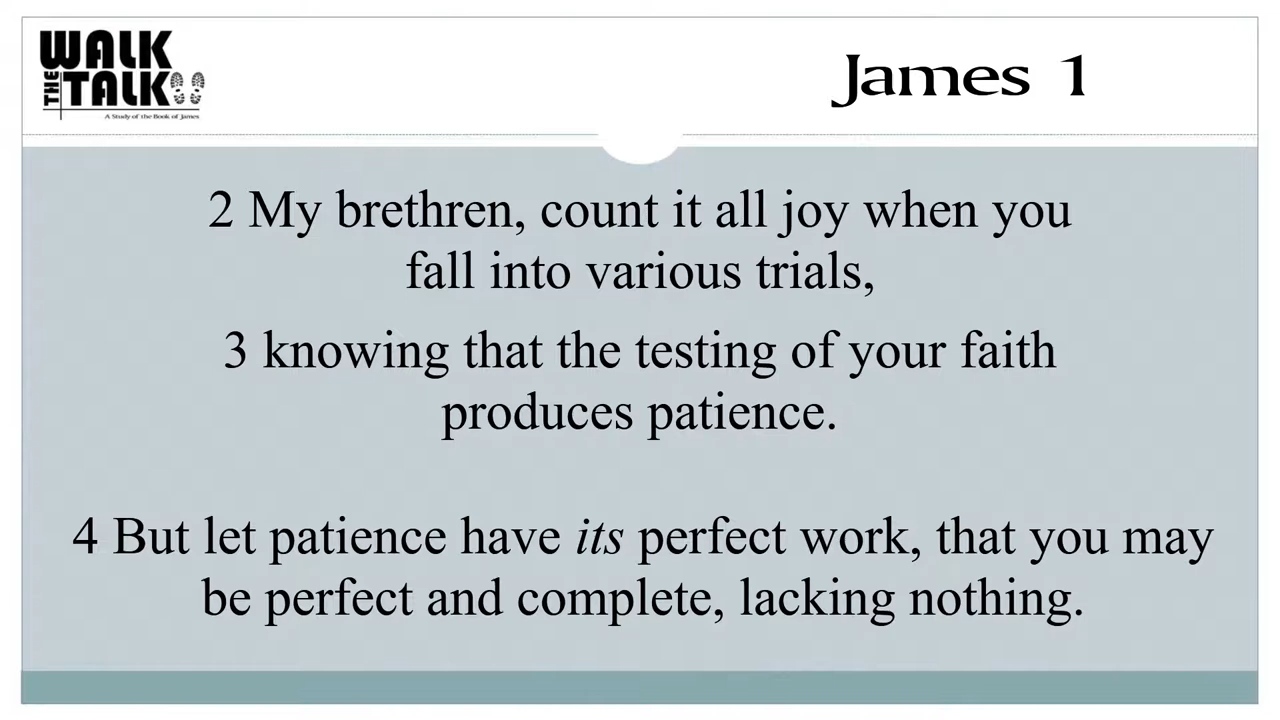 WALK
THE TALK
A Study of the Book of James
James 1
2 My brethren, count it all joy when you
fall into various trials,
3 knowing that the testing of your faith
produces patience.
4 But let patience have its perfect work, that you may
be perfect and complete, lacking nothing.